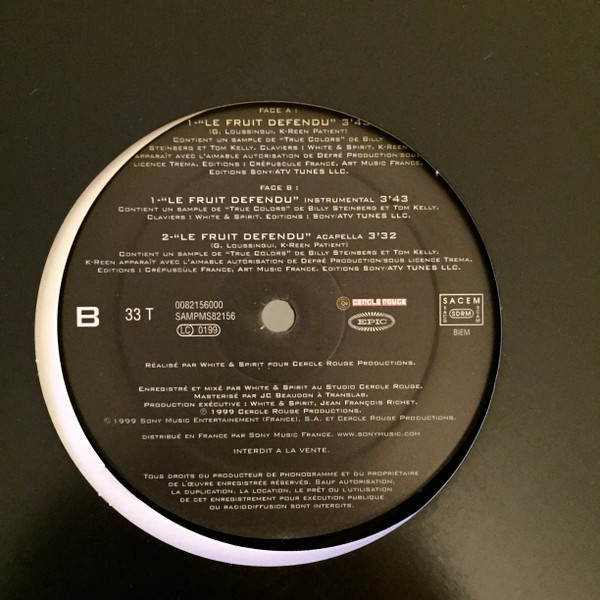 FACE A :
1-"LE FRUIT DEFENDU" 3'43
(G. LOUSSINGUI, K-REEN PATIENT)
CONTIENT UN SAMPLE DE "TRUE COLORS" DE BILLY
STEINBERG ET TOM KELLY. CLAVIERS : WHITE & SPIRIT. K-REEN
APPARAÎT AVEC L'AIMABLE AUTORISATION DE DEFRÉ PRODUCTION SOUS
LICENCE TREMA. EDITIONS : CRÉPUSCULE FRANCE, ART MUSIC FRANCE.
EDITIONS SONY/ATV TUNES LLC.
FACE B :
1-"LE FRUIT DEFENDU" INSTRUMENTAL 3'43
CONTIENT UN SAMPLE DE "TRUE COLORS" DE BILLY STEINBERG ET TOM KELLY.
CLAVIERS : WHITE & SPIRIT. EDITIONS : SONY/ATV TUNES LLC.
2-"LE FRUIT DEFENDU" ACAPELLA 3'32
(G. LOUSSINGUI, K-REEN PATIENT)
CONTIENT UN SAMPLE DE "TRUE COLORS" DE BILLY STEINBERG ET TOM KELLY.
K-REEN APPARAÎT AVEC L'AIMABLE AUTORISATION DE DEFRÉ PRODUCTION/SOUS LICENCE TREMA.
EDITIONS : CRÉPUSCULE FRANCE, ART MUSIC FRANCE. EDITIONS SONY/ATV TUNES LLC.
B 33 T
0082156000
SAMPMS82156
LC 0199
CERCLE ROUGE
EPIC
SACEM
SACD SDRM SCAM
BIEM
RÉALISÉ PAR WHITE & SPIRIT POUR CERCLE ROUGE PRODUCTIONS.
ENREGISTRÉ ET MIXÉ PAR WHITE & SPIRIT AU STUDIO CERCLE ROUGE.
MASTERISÉ PAR JC BEAUDON À TRANSLAB.
PRODUCTION EXÉCUTIVE : WHITE & SPIRIT, JEAN FRANÇOIS RICHET.
℗ 1999 CERCLE ROUGE PRODUCTIONS.
© 1999 SONY MUSIC ENTERTAINEMENT (FRANCE), S.A. ET CERCLE ROUGE PRODUCTIONS.
DISTRIBUÉ EN FRANCE PAR SONY MUSIC FRANCE. WWW.SONYMUSIC.COM
INTERDIT A LA VENTE.
TOUS DROITS DU PRODUCTEUR DE PHONOGRAMME ET DU PROPRIÉTAIRE
DE L'ŒUVRE ENREGISTRÉE RÉSERVÉS. SAUF AUTORISATION,
LA DUPLICATION, LA LOCATION, LE PRÊT OU L'UTILISATION
DE CET ENREGISTREMENT POUR EXÉCUTION PUBLIQUE
OU RADIODIFFUSION SONT INTERDITS.